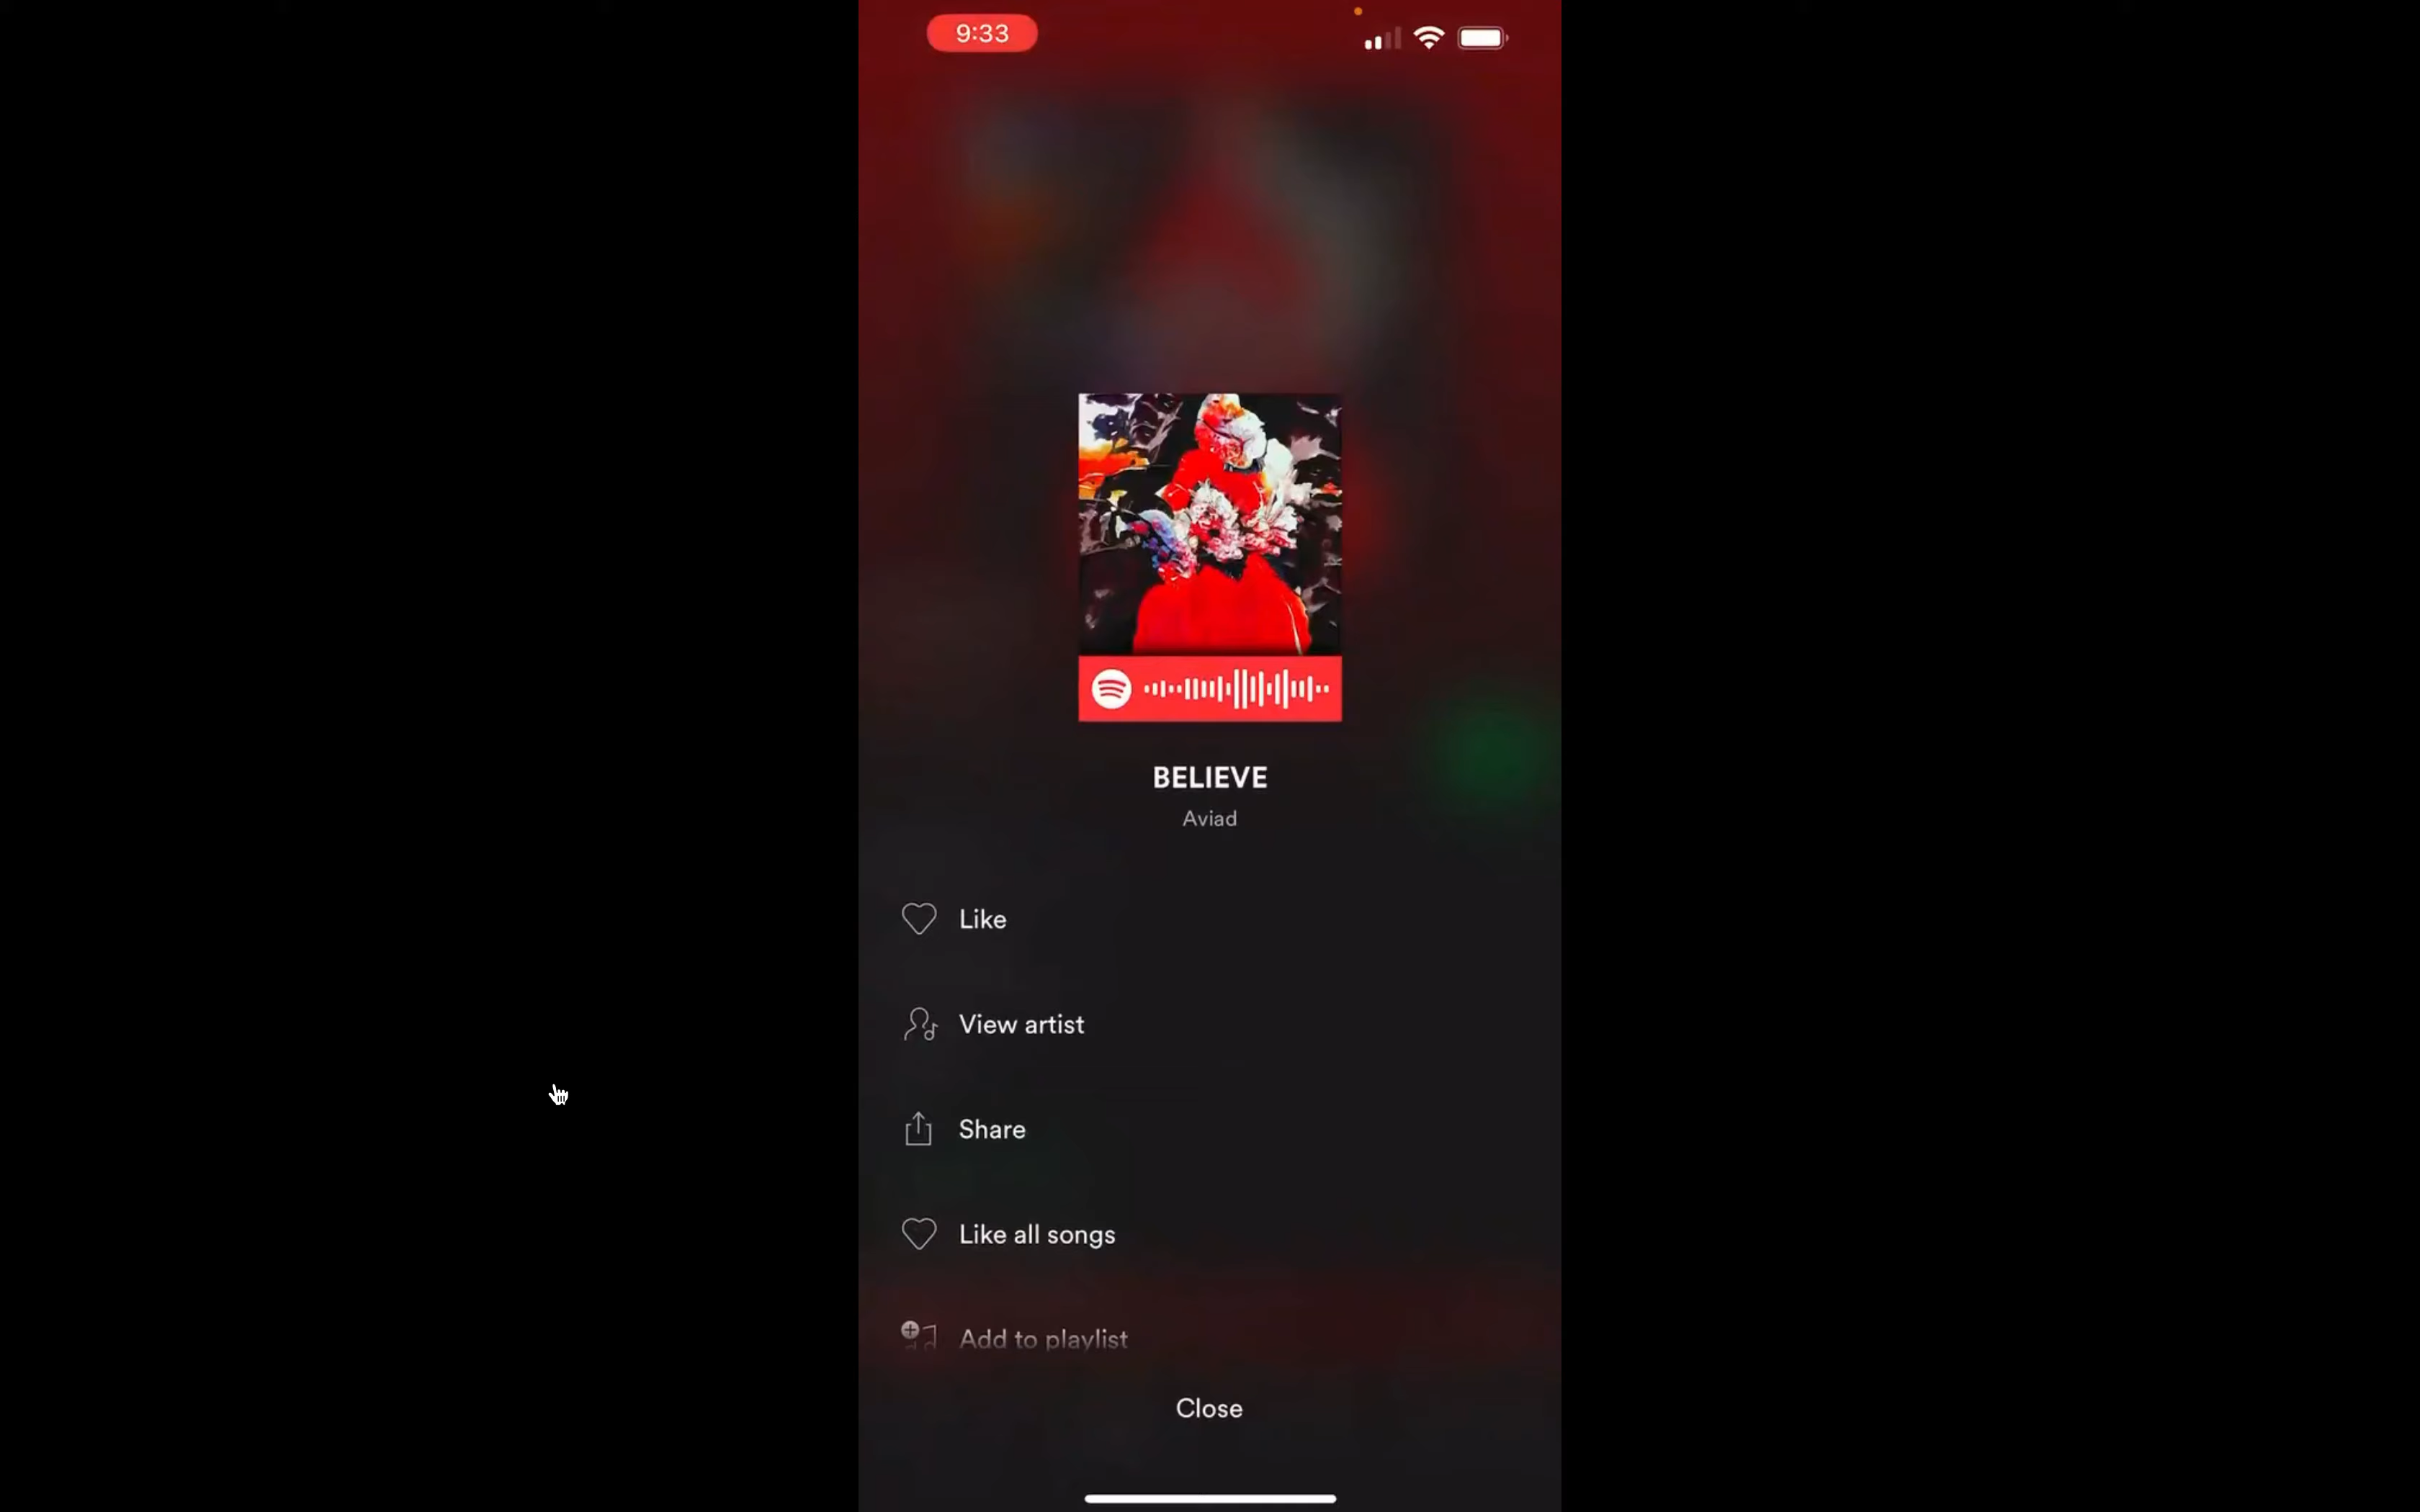 9:33
BELIEVE
Aviad
Like
View artist
Share
Like all songs
Add to playlist
Close